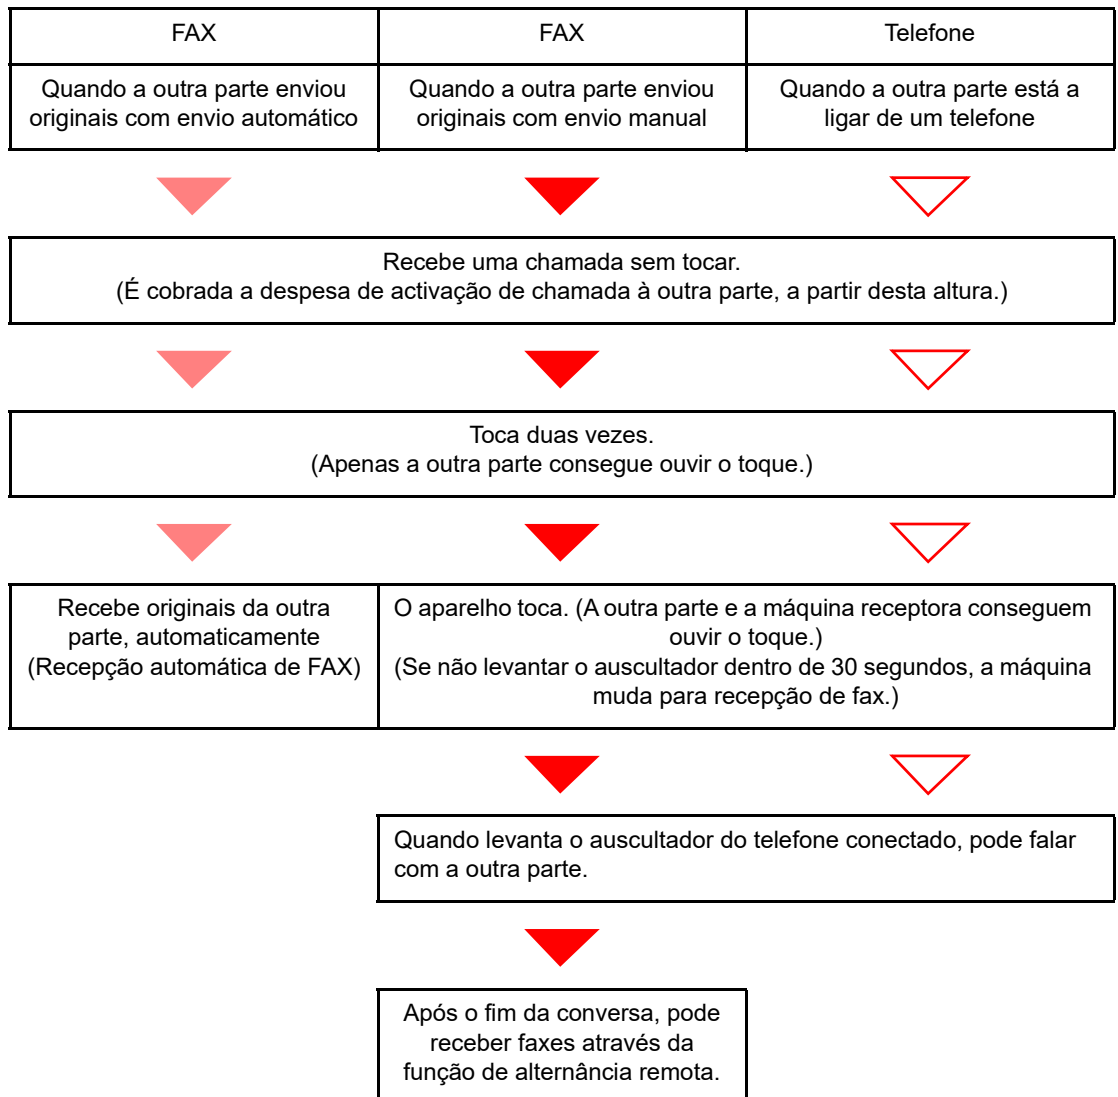 FAX
FAX
Telefone
Quando a outra parte enviou
originais com envio automático
Quando a outra parte enviou
originais com envio manual
Quando a outra parte está a
ligar de um telefone
Recebe uma chamada sem tocar.
(É cobrada a despesa de activação de chamada à outra parte, a partir desta altura.)
Toca duas vezes.
(Apenas a outra parte consegue ouvir o toque.)
Recebe originais da outra
parte, automaticamente
(Recepção automática de FAX)
O aparelho toca. (A outra parte e a máquina receptora conseguem
ouvir o toque.)
(Se não levantar o auscultador dentro de 30 segundos, a máquina
muda para recepção de fax.)
Quando levanta o auscultador do telefone conectado, pode falar
com a outra parte.
Após o fim da conversa, pode
receber faxes através da
função de alternância remota.